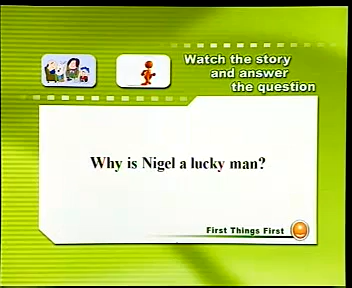 Watch the story
and answer
the question
Why is Nigel a lucky man?
First Things First